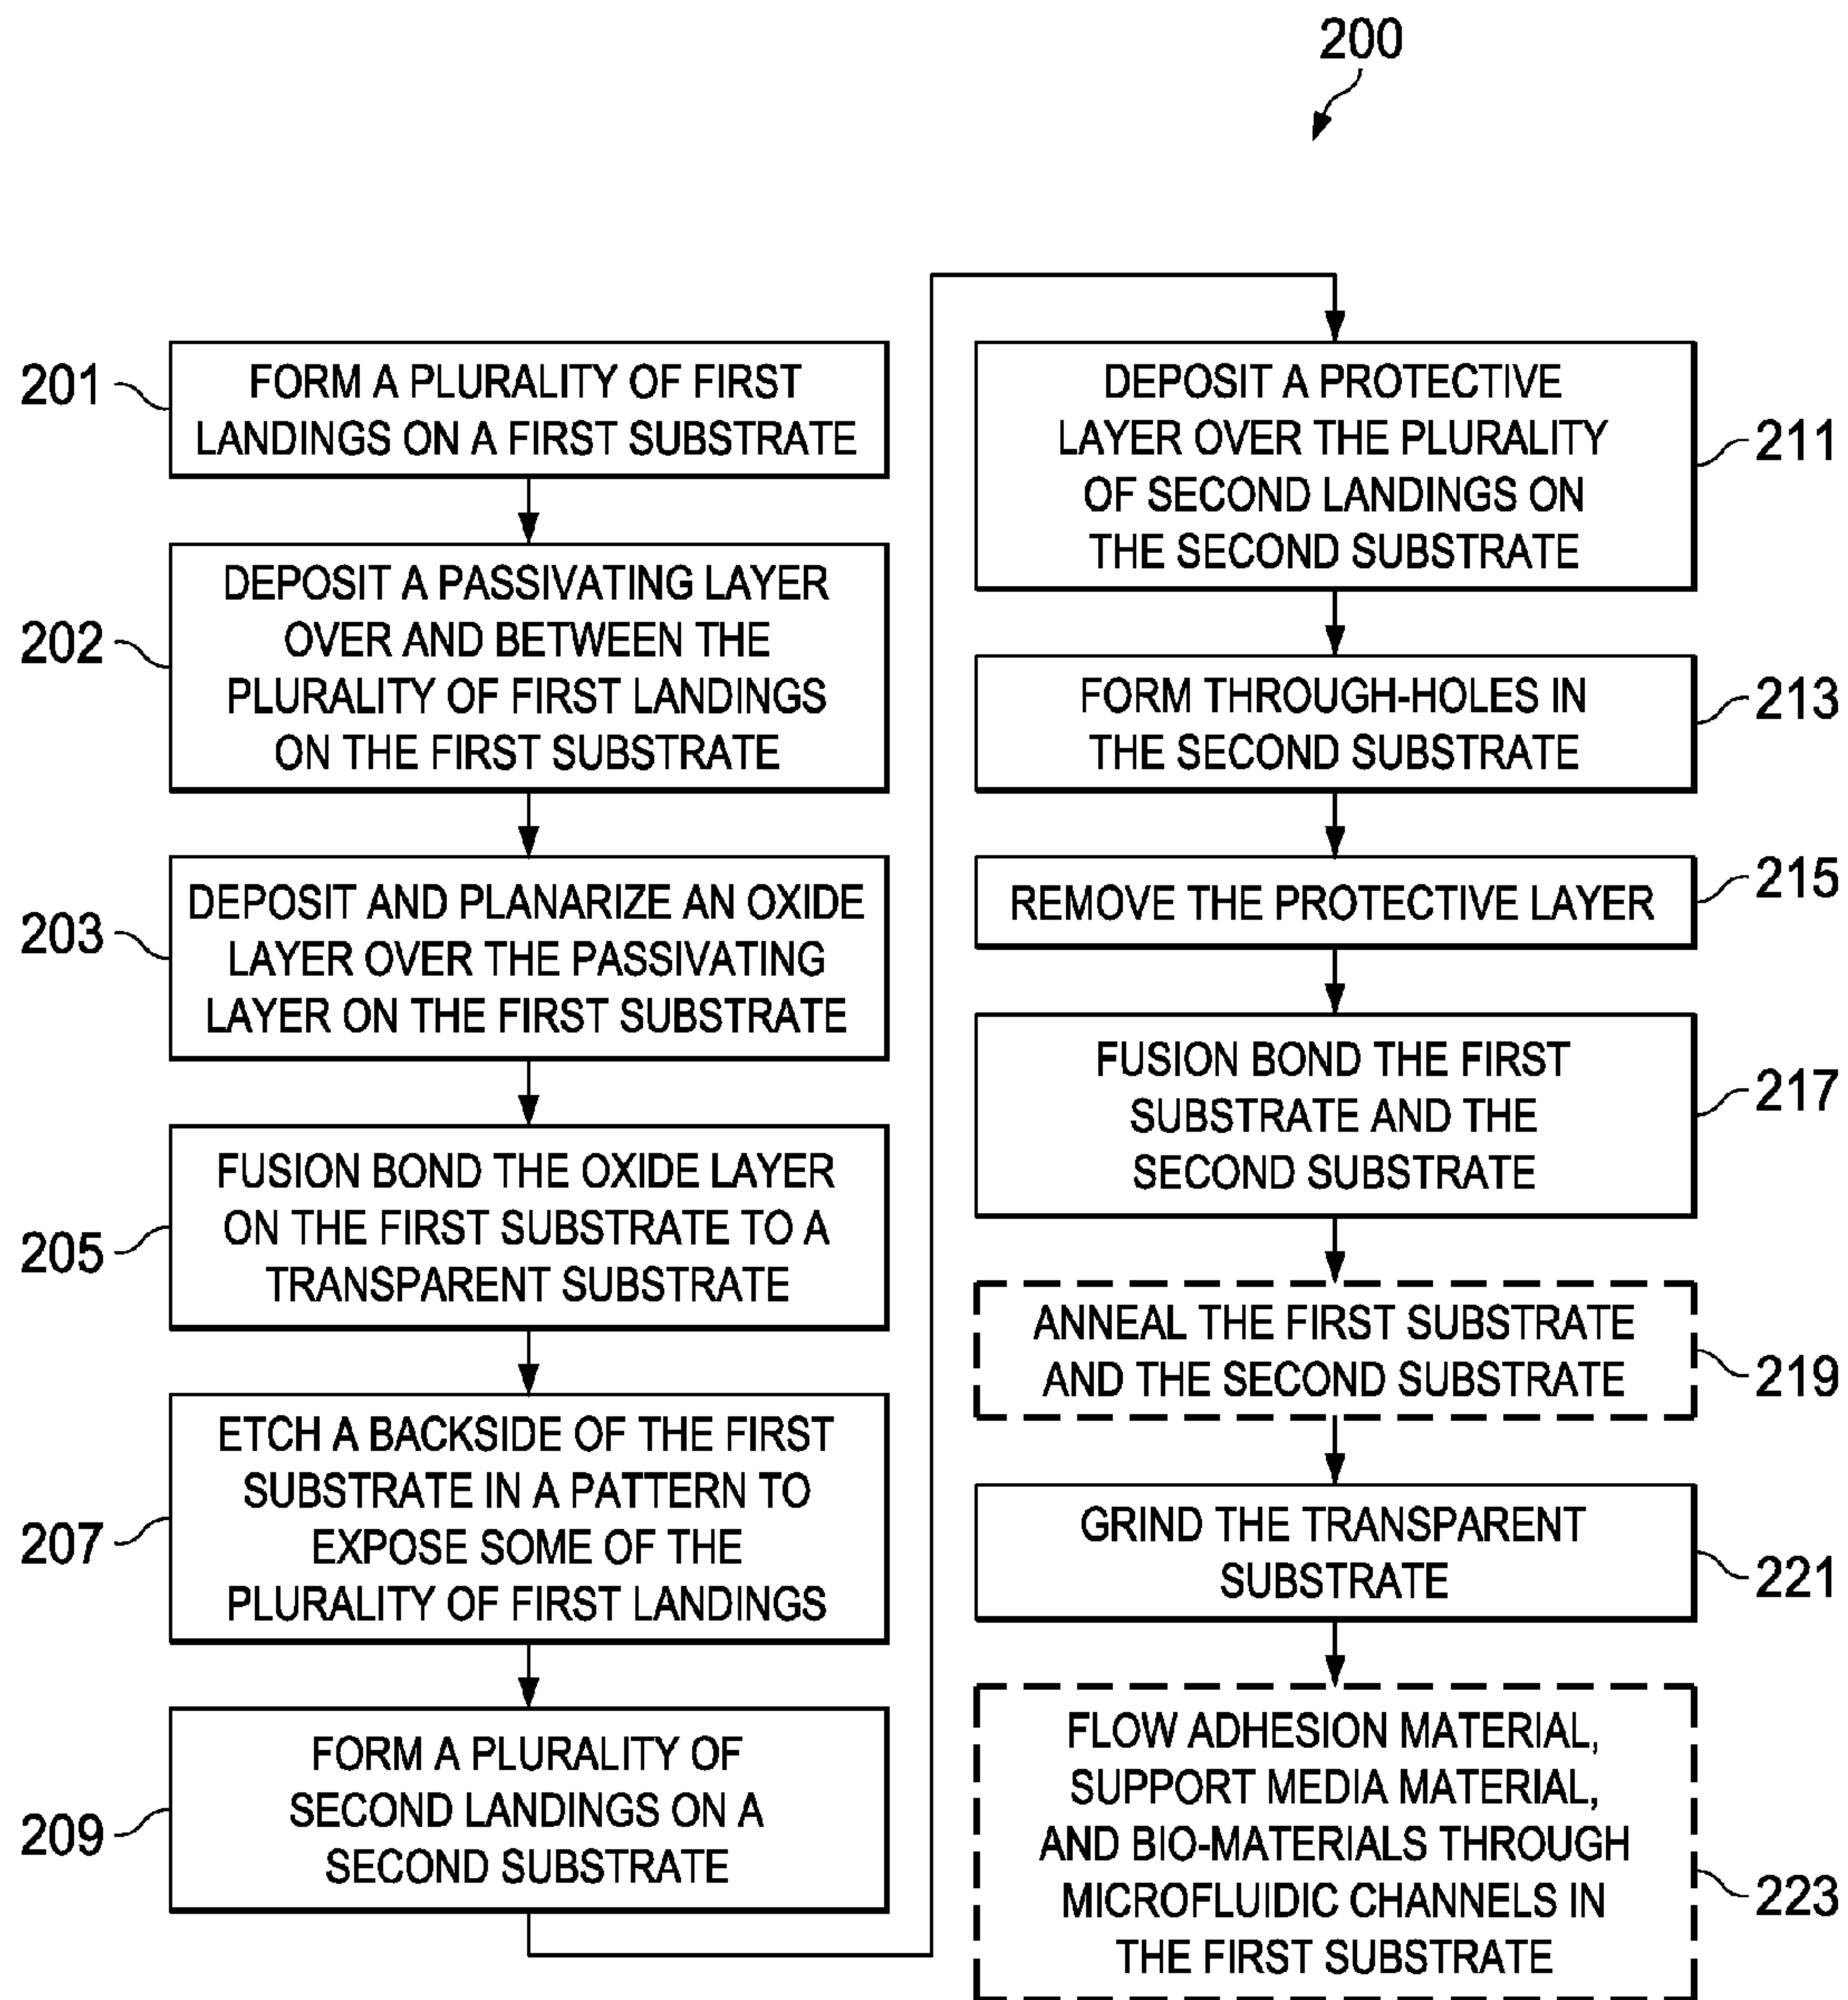 200
201
FORM A PLURALITY OF FIRST
LANDINGS ON A FIRST SUBSTRATE
202
DEPOSIT A PASSIVATING LAYER
OVER AND BETWEEN THE
PLURALITY OF FIRST LANDINGS
ON THE FIRST SUBSTRATE
203
DEPOSIT AND PLANARIZE AN OXIDE
LAYER OVER THE PASSIVATING
LAYER ON THE FIRST SUBSTRATE
205
FUSION BOND THE OXIDE LAYER
ON THE FIRST SUBSTRATE TO A
TRANSPARENT SUBSTRATE
207
ETCH A BACKSIDE OF THE FIRST
SUBSTRATE IN A PATTERN TO
EXPOSE SOME OF THE
PLURALITY OF FIRST LANDINGS
209
FORM A PLURALITY OF
SECOND LANDINGS ON A
SECOND SUBSTRATE
DEPOSIT A PROTECTIVE
LAYER OVER THE PLURALITY
OF SECOND LANDINGS ON
THE SECOND SUBSTRATE
211
FORM THROUGH-HOLES IN
THE SECOND SUBSTRATE
213
REMOVE THE PROTECTIVE LAYER
215
FUSION BOND THE FIRST
SUBSTRATE AND THE
SECOND SUBSTRATE
217
ANNEAL THE FIRST SUBSTRATE
AND THE SECOND SUBSTRATE
219
GRIND THE TRANSPARENT
SUBSTRATE
221
FLOW ADHESION MATERIAL,
SUPPORT MEDIA MATERIAL,
AND BIO-MATERIALS THROUGH
MICROFLUIDIC CHANNELS IN
THE FIRST SUBSTRATE
223